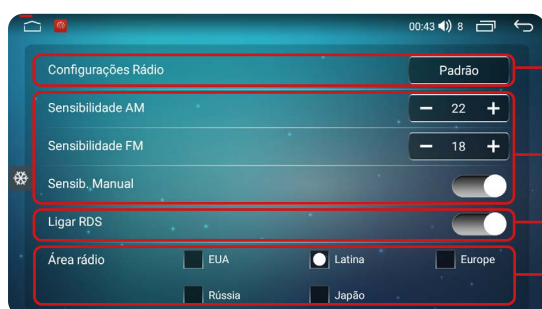 00:43 8
Configurações Rádio Padrão
Sensibilidade AM − 22 +
Sensibilidade FM − 18 +
Sensib. Manual
Ligar RDS
Área rádio EUA Latina Europe
Rússia Japão